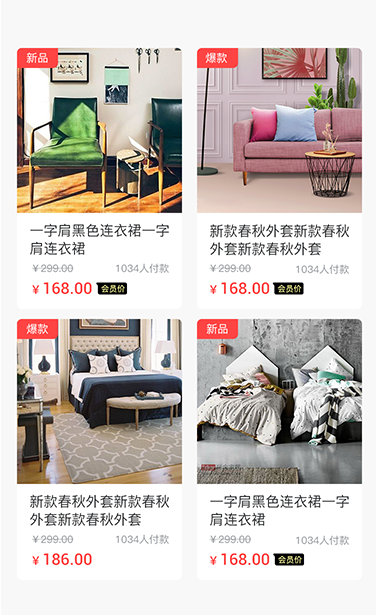 新品
一字肩黑色连衣裙一字
肩连衣裙
￥299.00 1034人付款
￥168.00 会员价
爆款
新款春秋外套新款春秋
外套新款春秋外套
￥299.00 1034人付款
￥168.00 会员价
爆款
新款春秋外套新款春秋
外套新款春秋外套
￥299.00 1034人付款
￥186.00
新品
一字肩黑色连衣裙一字
肩连衣裙
￥299.00 1034人付款
￥168.00 会员价